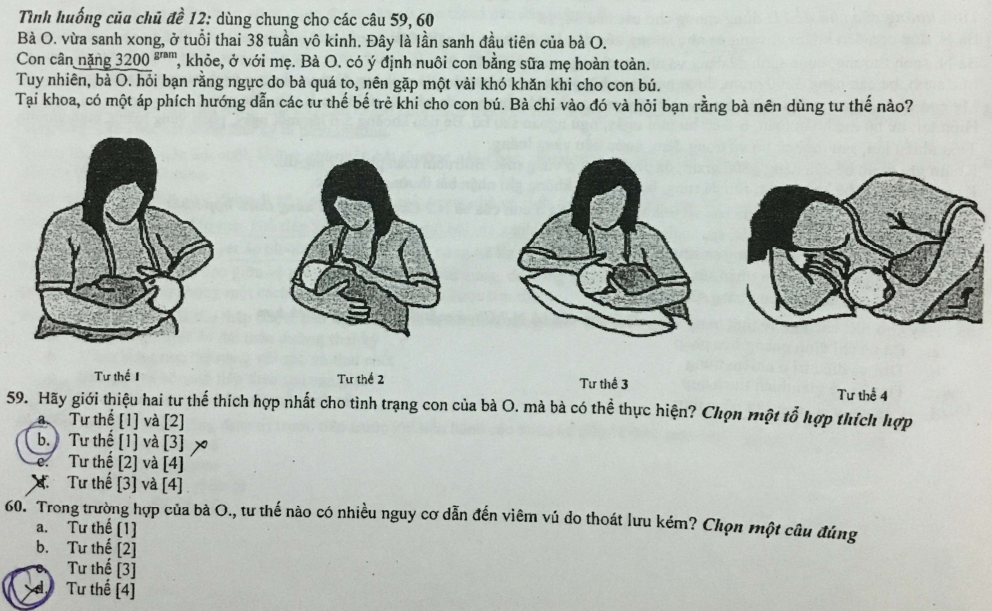 Tình huống của chủ đề 12: dùng chung cho các câu 59, 60
Bà O. vừa sanh xong, ở tuổi thai 38 tuần vô kinh. Đây là lần sanh đầu tiên của bà O.
Con cân nặng 3200 gram, khỏe, ở với mẹ. Bà O. có ý định nuôi con bằng sữa mẹ hoàn toàn.
Tuy nhiên, bà O. hỏi bạn rằng ngực do bà quá to, nên gặp một vài khó khăn khi cho con bú.
Tại khoa, có một áp phích hướng dẫn các tư thế bế trẻ khi cho con bú. Bà chỉ vào đó và hỏi bạn rằng bà nên dùng tư thế nào?
Tư thế 1
Tư thế 2
Tư thế 3
Tư thế 4
59. Hãy giới thiệu hai tư thế thích hợp nhất cho tình trạng con của bà O. mà bà có thể thực hiện? Chọn một tổ hợp thích hợp
a. Tư thế [1] và [2]
b. Tư thế [1] và [3]
c. Tư thế [2] và [4]
d. Tư thế [3] và [4]
60. Trong trường hợp của bà O., tư thế nào có nhiều nguy cơ dẫn đến viêm vú do thoát lưu kém? Chọn một câu đúng
a. Tư thế [1]
b. Tư thế [2]
c. Tư thế [3]
d. Tư thế [4]